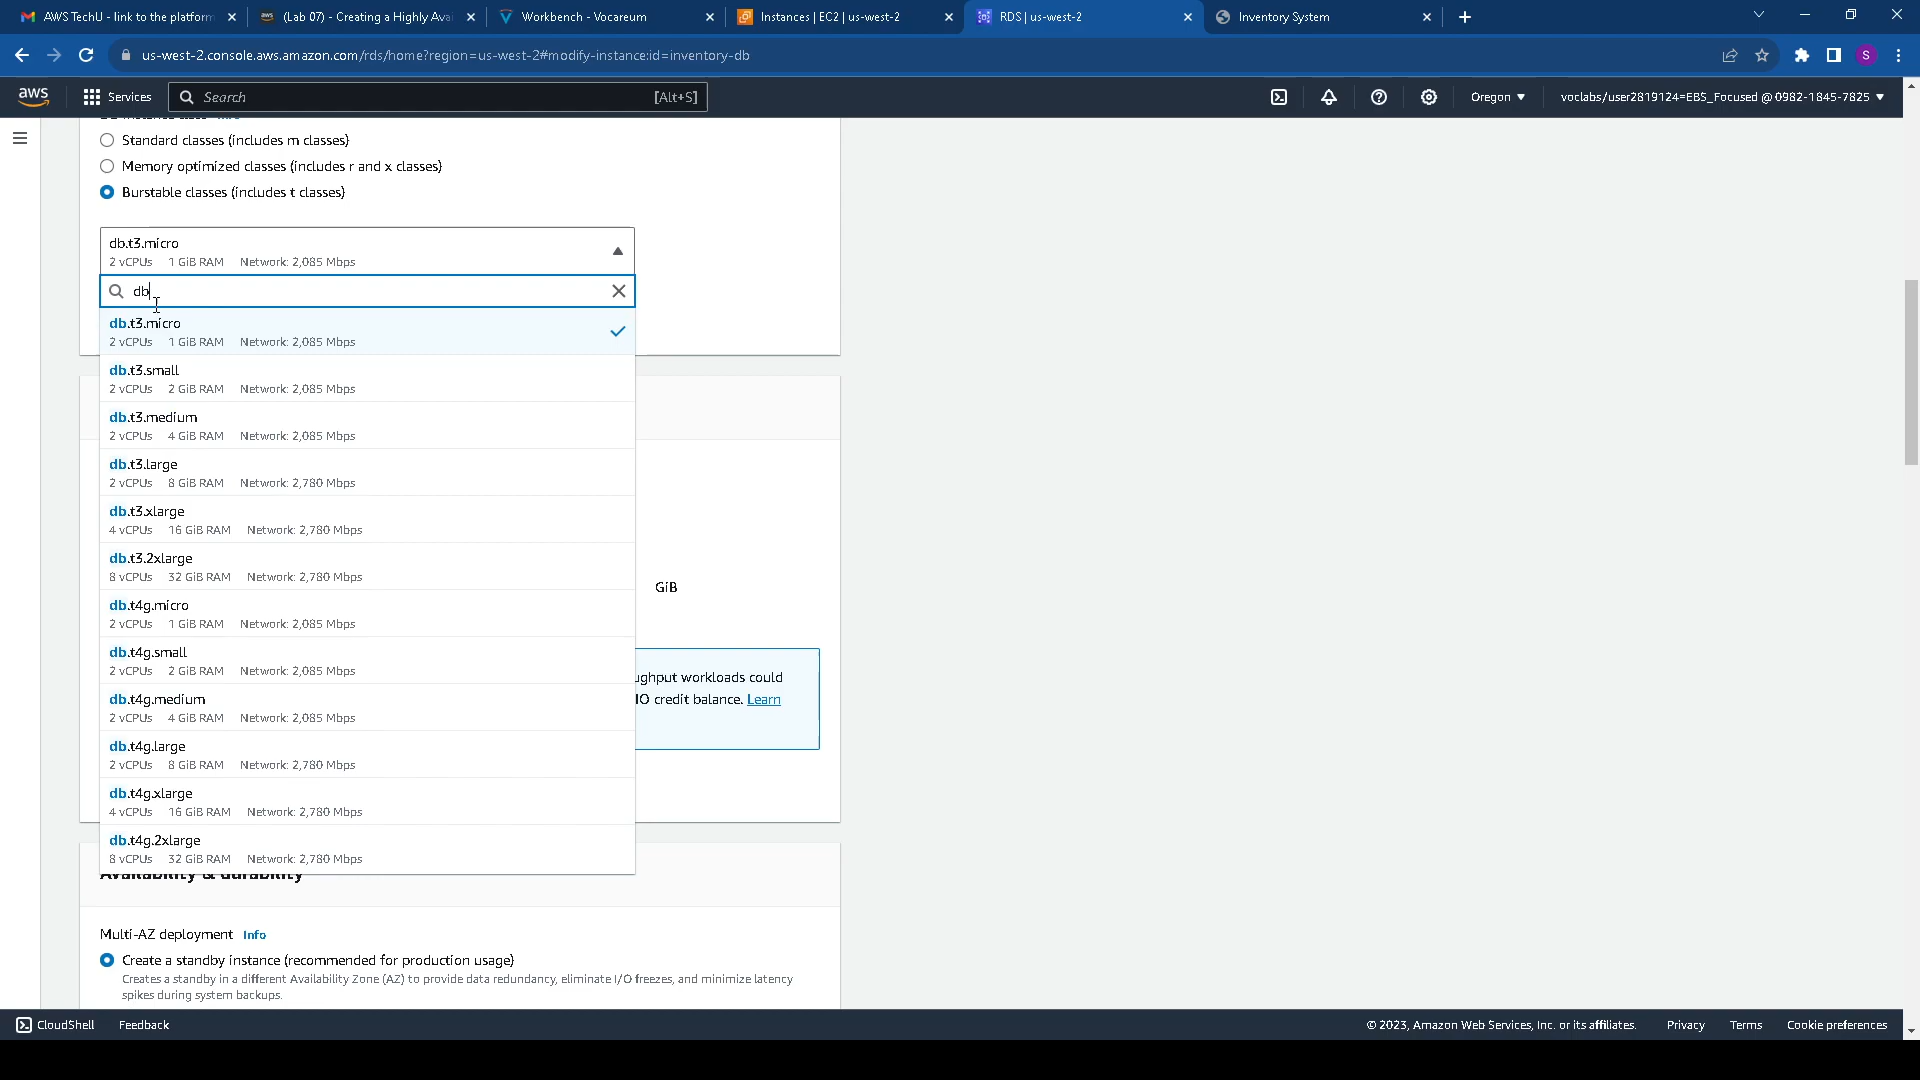 AWS TechU - link to the platform
(Lab 07) - Creating a Highly Ava
Workbench - Vocareum
Instances | EC2 | us-west-2
RDS | us-west-2
Inventory System
us-west-2.console.aws.amazon.com/rds/home?region=us-west-2#modify-instance:id=inventory-db
S
aws
Services
Search
[Alt+S]
Oregon
voclabs/user2819124=EBS_Focused @ 0982-1845-7825
Standard classes (includes m classes)
Memory optimized classes (includes r and x classes)
Burstable classes (includes t classes)
db.t3.micro
2 vCPUs 1 GiB RAM Network: 2,085 Mbps
db
db.t3.micro
2 vCPUs 1 GiB RAM Network: 2,085 Mbps
db.t3.small
2 vCPUs 2 GiB RAM Network: 2,085 Mbps
db.t3.medium
2 vCPUs 4 GiB RAM Network: 2,085 Mbps
db.t3.large
2 vCPUs 8 GiB RAM Network: 2,780 Mbps
db.t3.xlarge
4 vCPUs 16 GiB RAM Network: 2,780 Mbps
db.t3.2xlarge
8 vCPUs 32 GiB RAM Network: 2,780 Mbps
GiB
db.t4g.micro
2 vCPUs 1 GiB RAM Network: 2,085 Mbps
db.t4g.small
2 vCPUs 2 GiB RAM Network: 2,085 Mbps
ughput workloads could
db.t4g.medium
IO credit balance. Learn
2 vCPUs 4 GiB RAM Network: 2,085 Mbps
db.t4g.large
2 vCPUs 8 GiB RAM Network: 2,780 Mbps
db.t4g.xlarge
4 vCPUs 16 GiB RAM Network: 2,780 Mbps
db.t4g.2xlarge
8 vCPUs 32 GiB RAM Network: 2,780 Mbps
Availability & durability
Multi-AZ deployment Info
Create a standby instance (recommended for production usage)
Creates a standby in a different Availability Zone (AZ) to provide data redundancy, eliminate I/O freezes, and minimize latency
spikes during system backups.
CloudShell
Feedback
© 2023, Amazon Web Services, Inc. or its affiliates.
Privacy
Terms
Cookie preferences